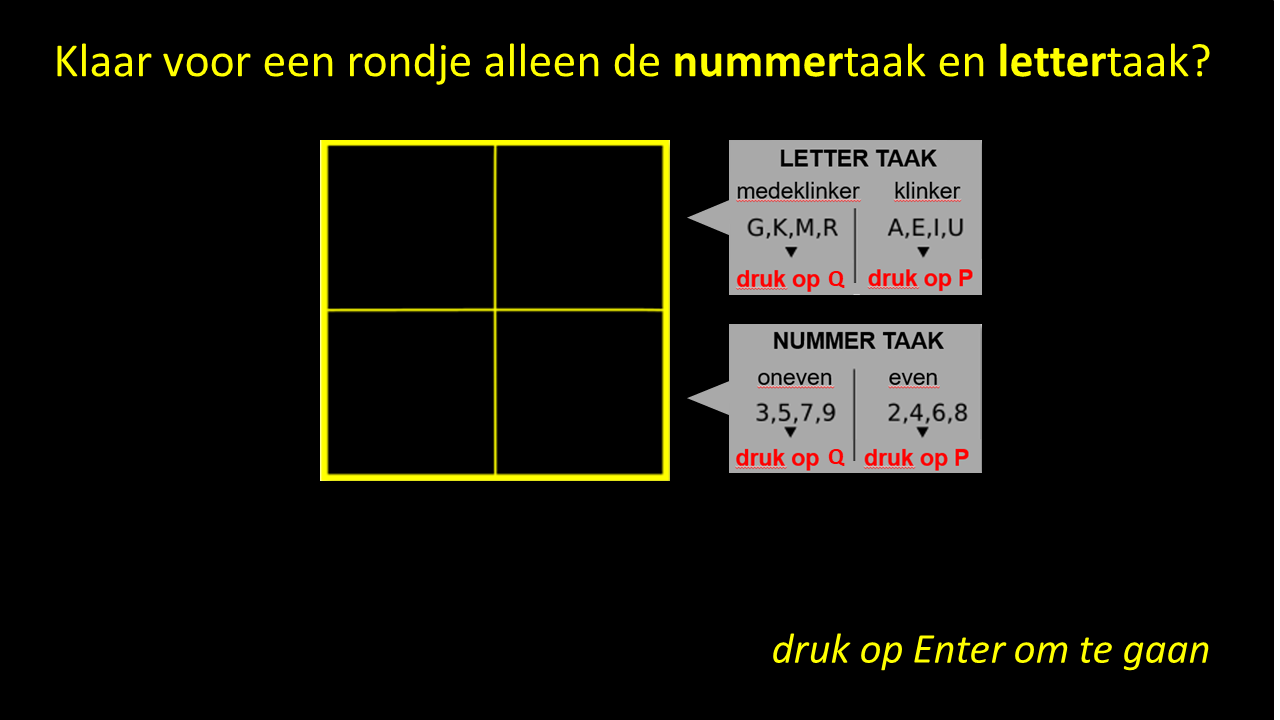 Klaar voor een rondje alleen de nummertaak en lettertaak?
LETTER TAAK
medeklinker klinker
G,K,M,R A,E,I,U
druk op Q druk op P
NUMMER TAAK
oneven even
3,5,7,9 2,4,6,8
druk op Q druk op P
druk op Enter om te gaan